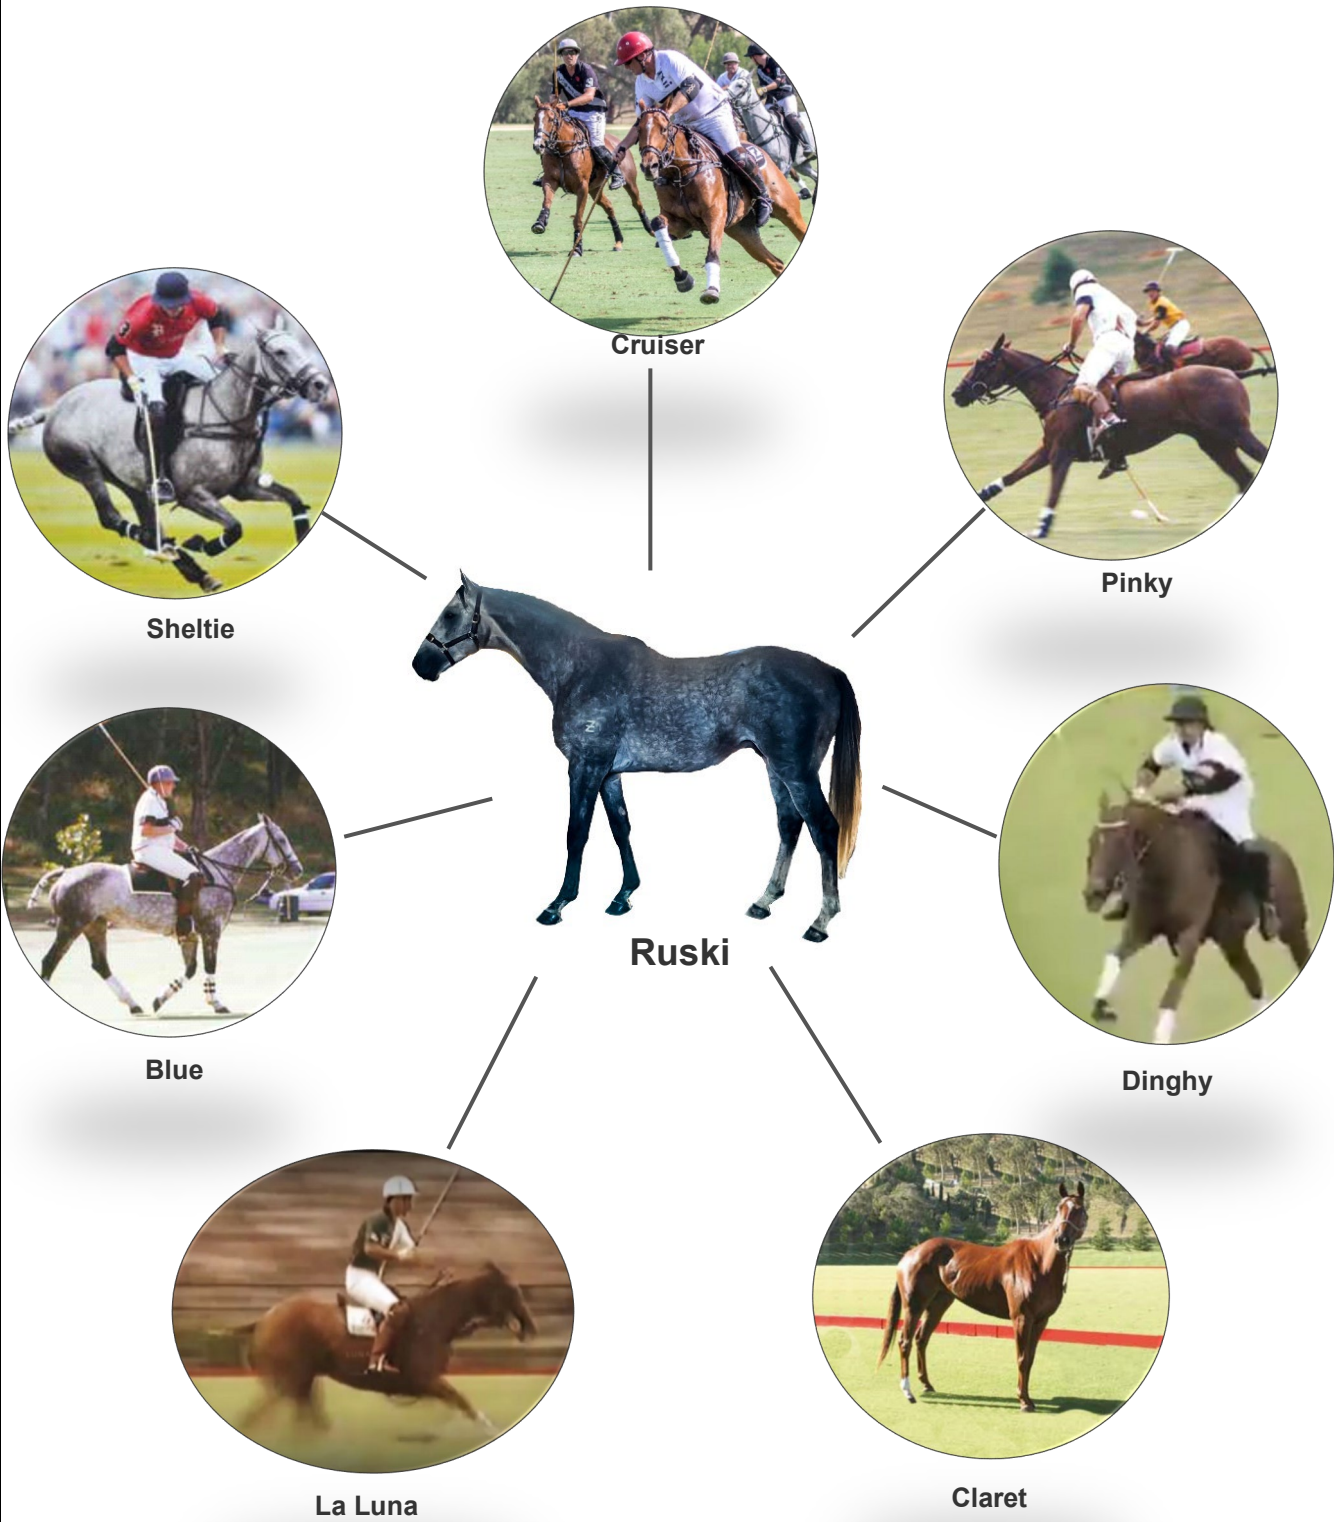 Cruiser
Pinky
Sheltie
Ruski
Blue
Dinghy
La Luna
Claret